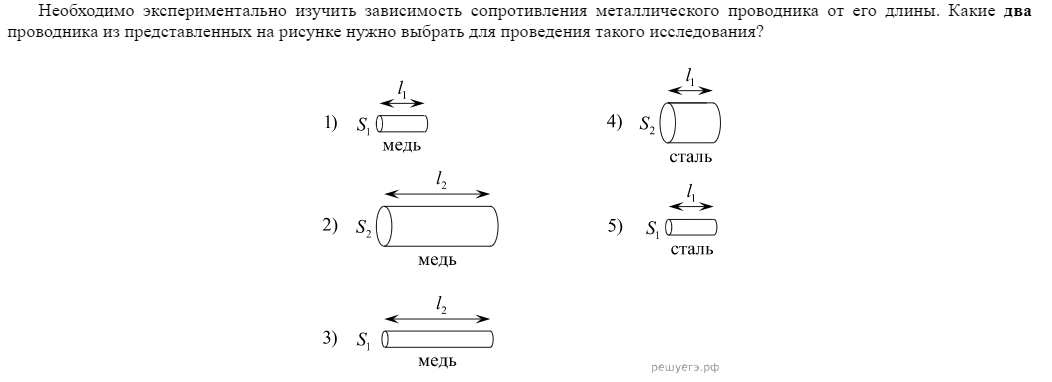 Необходимо экспериментально изучить зависимость сопротивления металлического проводника от его длины. Какие два
проводника из представленных на рисунке нужно выбрать для проведения такого исследования?
l₁
1) S₁
медь
l₂
2) S₂
медь
l₂
3) S₁
медь
l₁
4) S₂
сталь
l₁
5) S₁
сталь
решуегэ.рф